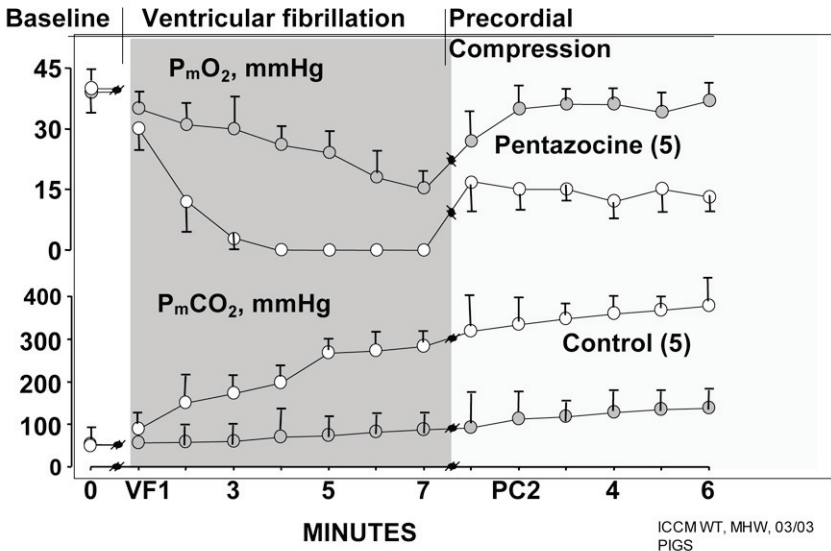 Baseline Ventricular fibrillation Precordial
Compression
PmO2, mmHg
45
30
15
0
Pentazocine (5)
PmCO2, mmHg
400
300
200
100
0
Control (5)
0 VF1 3 5 7 PC2 4 6
MINUTES
ICCM WT, MHW, 03/03
PIGS